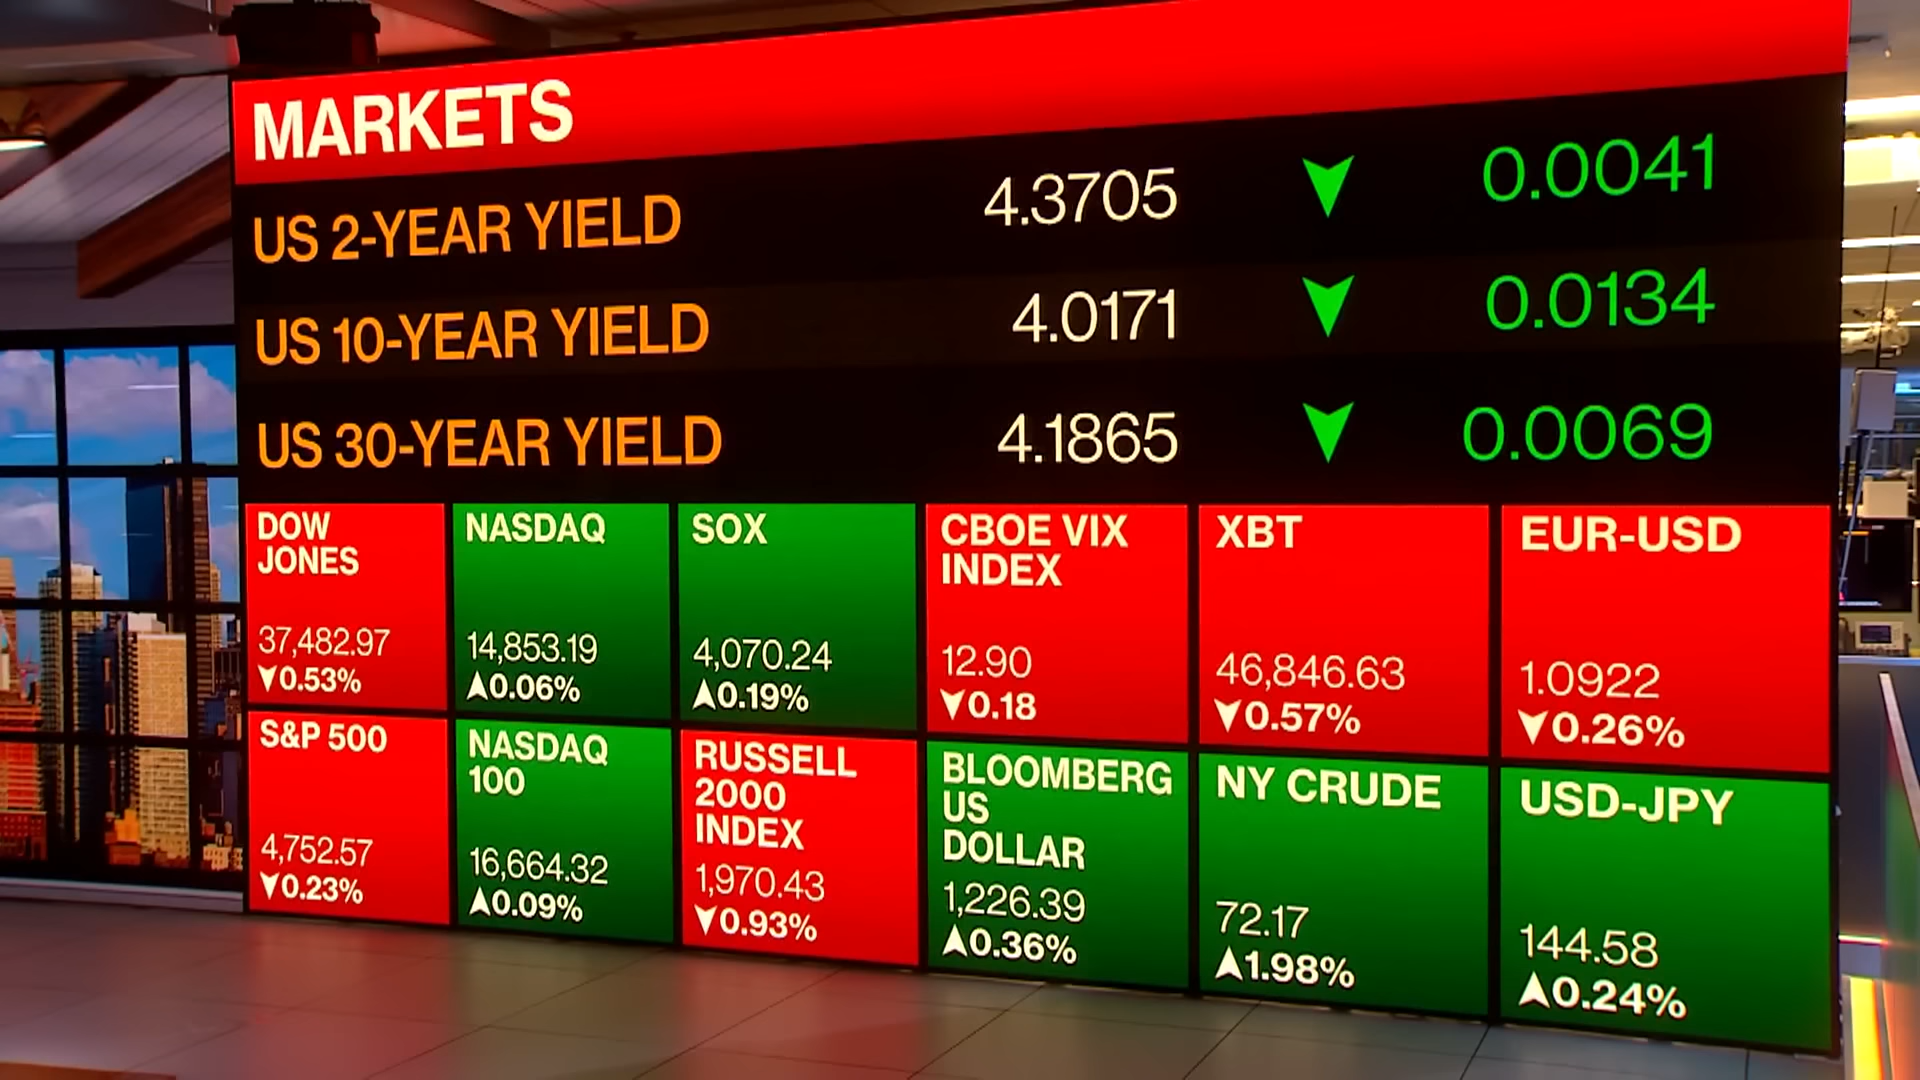 MARKETS
US 2-YEAR YIELD 4.3705 ▼ 0.0041
US 10-YEAR YIELD 4.0171 ▼ 0.0134
US 30-YEAR YIELD 4.1865 ▼ 0.0069
DOW
JONES
37,482.97
▼0.53%
NASDAQ
14,853.19
▲0.06%
SOX
4,070.24
▲0.19%
CBOE VIX
INDEX
12.90
▼0.18
XBT
46,846.63
▼0.57%
EUR-USD
1.0922
▼0.26%
S&P 500
4,752.57
▼0.23%
NASDAQ
100
16,664.32
▲0.09%
RUSSELL
2000
INDEX
1,970.43
▼0.93%
BLOOMBERG
US
DOLLAR
1,226.39
▲0.36%
NY CRUDE
72.17
▲1.98%
USD-JPY
144.58
▲0.24%